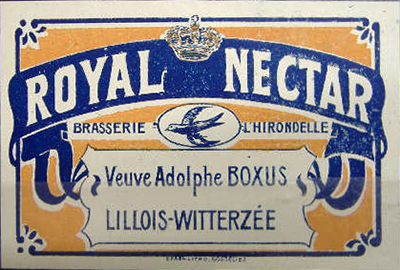 ROYAL NECTAR
BRASSERIE - L'HIRONDELLE
Veuve Adolphe BOXUS
LILLOIS-WITTERZÉE